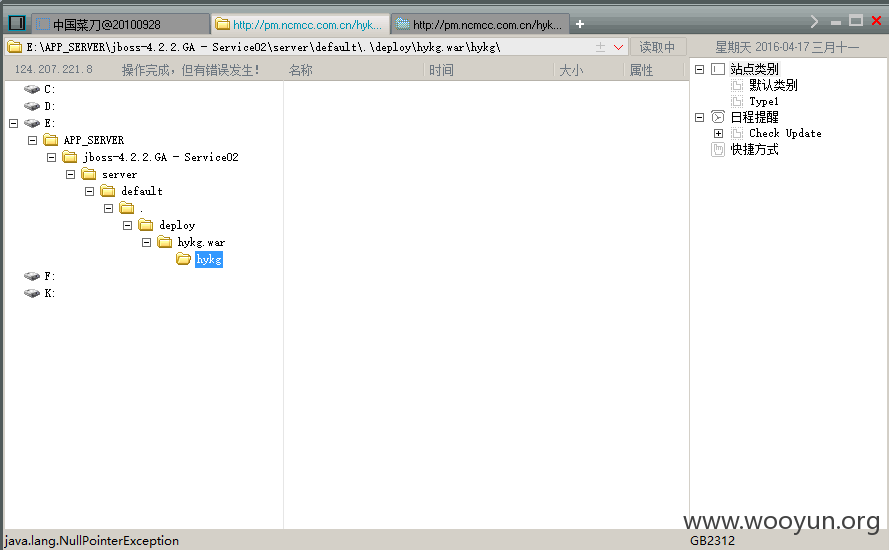 中国菜刀@20100928
http://pm.ncmcc.com.cn/hyk...
http://pm.ncmcc.com.cn/hyk...
+
E:\APP_SERVER\jboss-4.2.2.GA - Service02\server\default\.\deploy\hykg.war\hykg\
读取中
星期天 2016-04-17 三月十一
124.207.221.8 操作完成，但有错误发生！ 名称 时间 大小 属性
C:
D:
E:
APP_SERVER
jboss-4.2.2.GA - Service02
server
default
.
deploy
hykg.war
hykg
F:
K:
站点类别
默认类别
Type1
日程提醒
Check Update
快捷方式
www.wooyun.org
java.lang.NullPointerException
GB2312